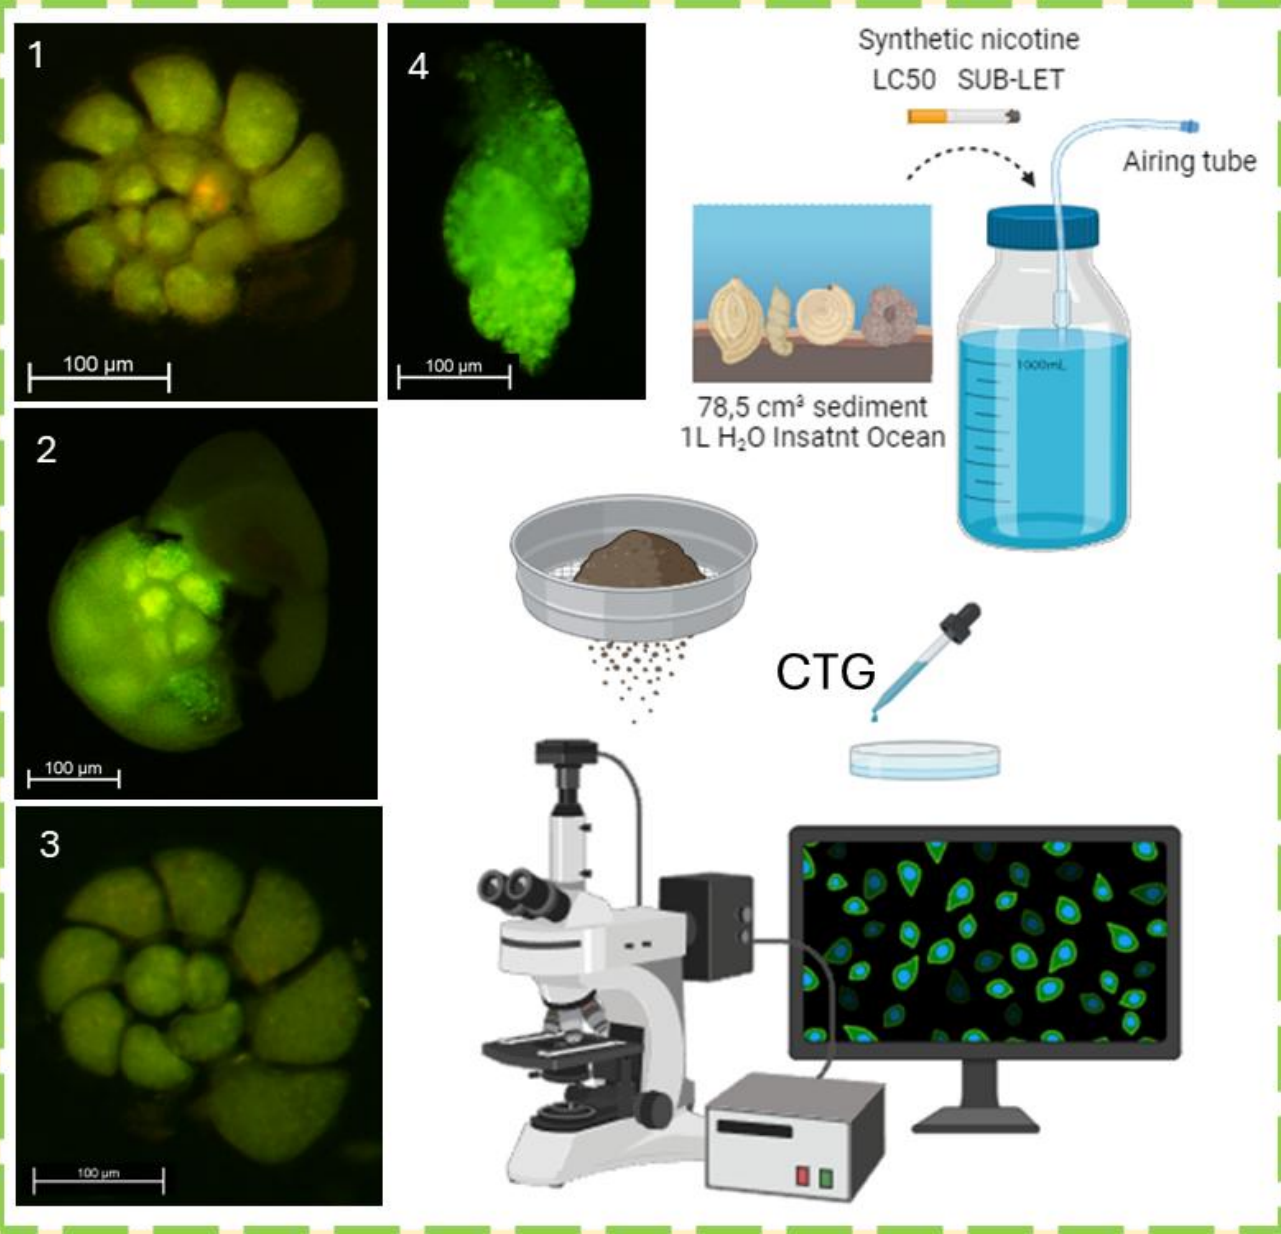 1
100 µm
4
100 µm
Synthetic nicotine
LC50 SUB-LET
Airing tube
1000mL
78,5 cm³ sediment
1L H₂O Insatnt Ocean
2
100 µm
CTG
3
100 µm